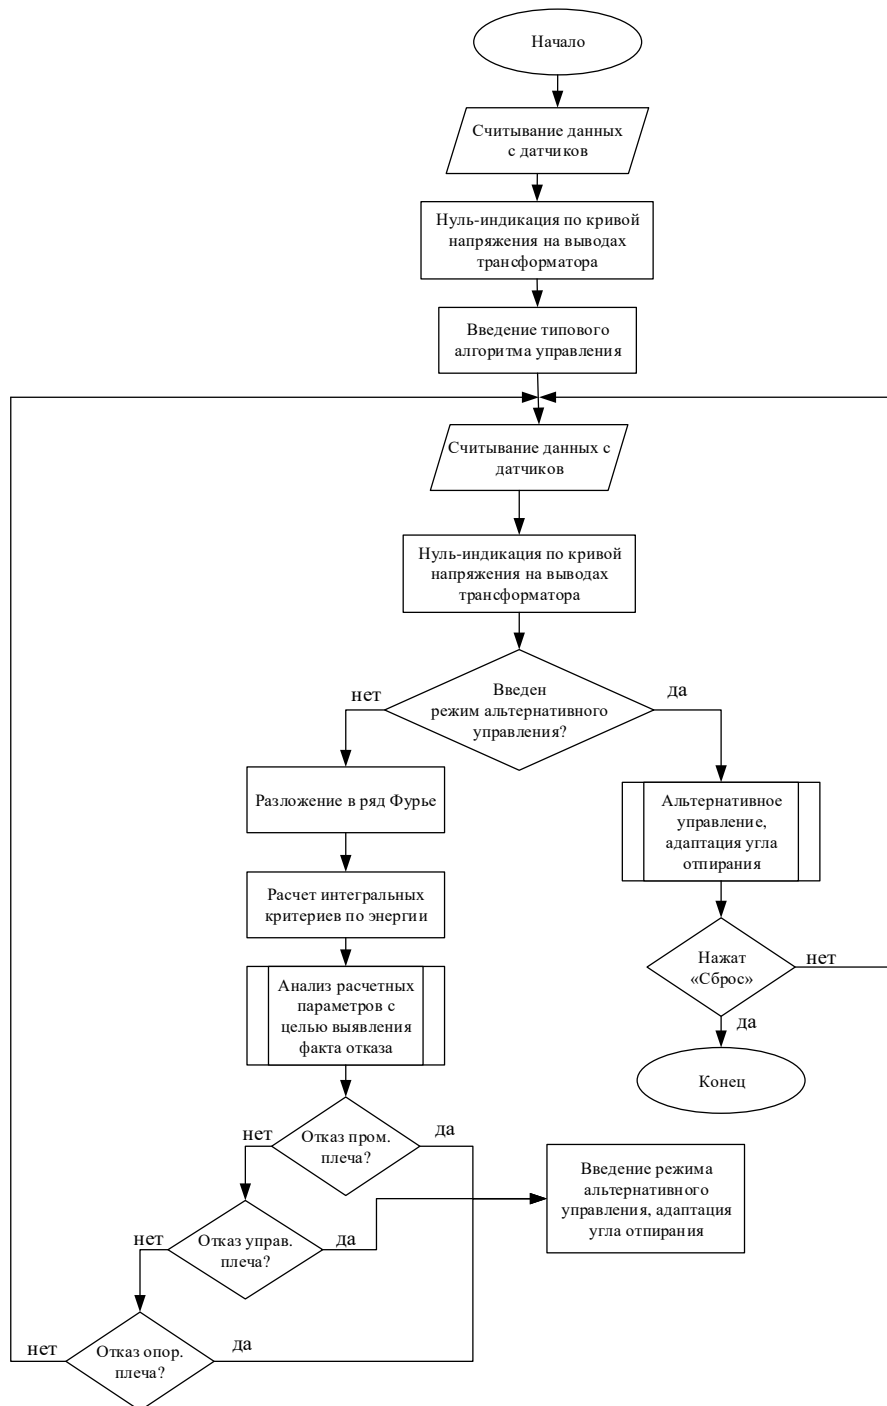 Начало
Считывание данных
с датчиков
Нуль-индикация по кривой
напряжения на выводах
трансформатора
Введение типового
алгоритма управления
Считывание данных с
датчиков
Нуль-индикация по кривой
напряжения на выводах
трансформатора
Введен
режим альтернативного
управления?
нет
да
Разложение в ряд Фурье
Расчет интегральных
критериев по энергии
Анализ расчетных
параметров с
целью выявления
факта отказа
Альтернативное
управление,
адаптация угла
отпирания
Нажат
«Сброс»
нет
да
Конец
Отказ пром.
плеча?
нет
да
Введение режима
альтернативного
управления, адаптация
угла отпирания
Отказ управ.
плеча?
нет
да
Отказ опор.
плеча?
нет
да